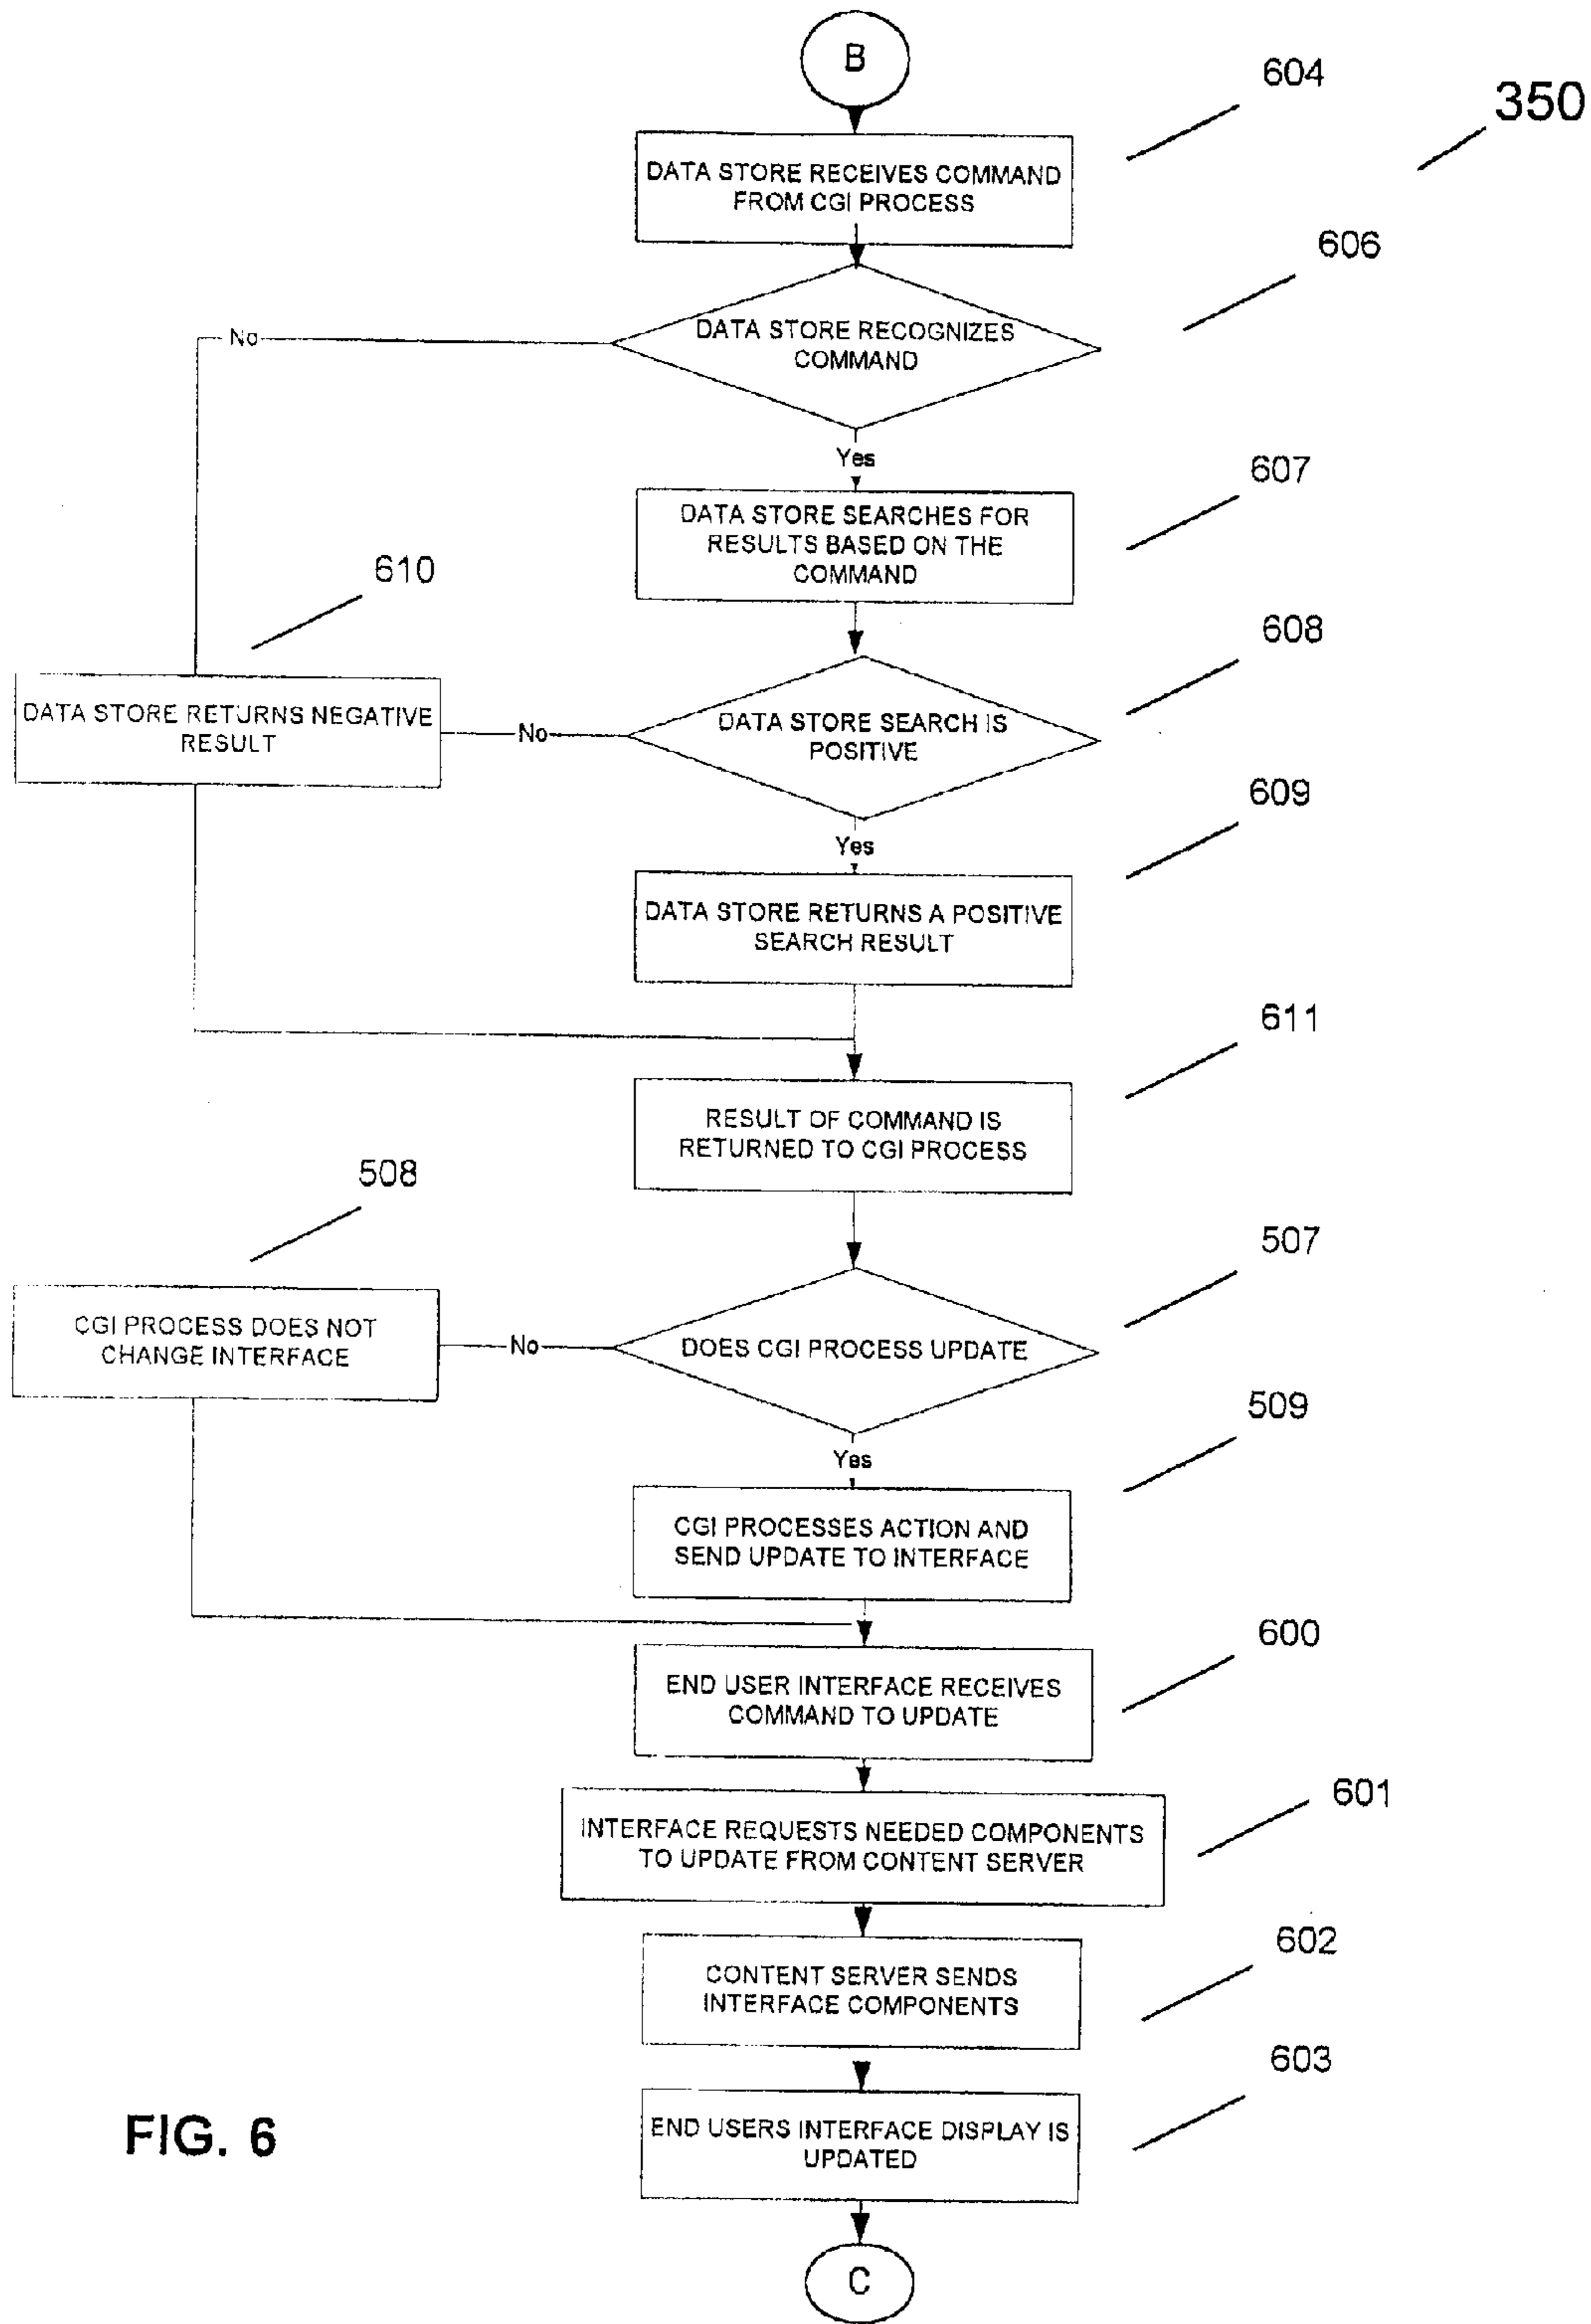 B
604
350
DATA STORE RECEIVES COMMAND
FROM CGI PROCESS
606
DATA STORE RECOGNIZES
COMMAND
No
Yes
607
DATA STORE SEARCHES FOR
RESULTS BASED ON THE
COMMAND
610
608
DATA STORE RETURNS NEGATIVE
RESULT
No
DATA STORE SEARCH IS
POSITIVE
609
Yes
DATA STORE RETURNS A POSITIVE
SEARCH RESULT
611
RESULT OF COMMAND IS
RETURNED TO CGI PROCESS
508
507
CGI PROCESS DOES NOT
CHANGE INTERFACE
No
DOES CGI PROCESS UPDATE
509
Yes
CGI PROCESSES ACTION AND
SEND UPDATE TO INTERFACE
600
END USER INTERFACE RECEIVES
COMMAND TO UPDATE
601
INTERFACE REQUESTS NEEDED COMPONENTS
TO UPDATE FROM CONTENT SERVER
602
CONTENT SERVER SENDS
INTERFACE COMPONENTS
603
END USERS INTERFACE DISPLAY IS
UPDATED
FIG. 6
C